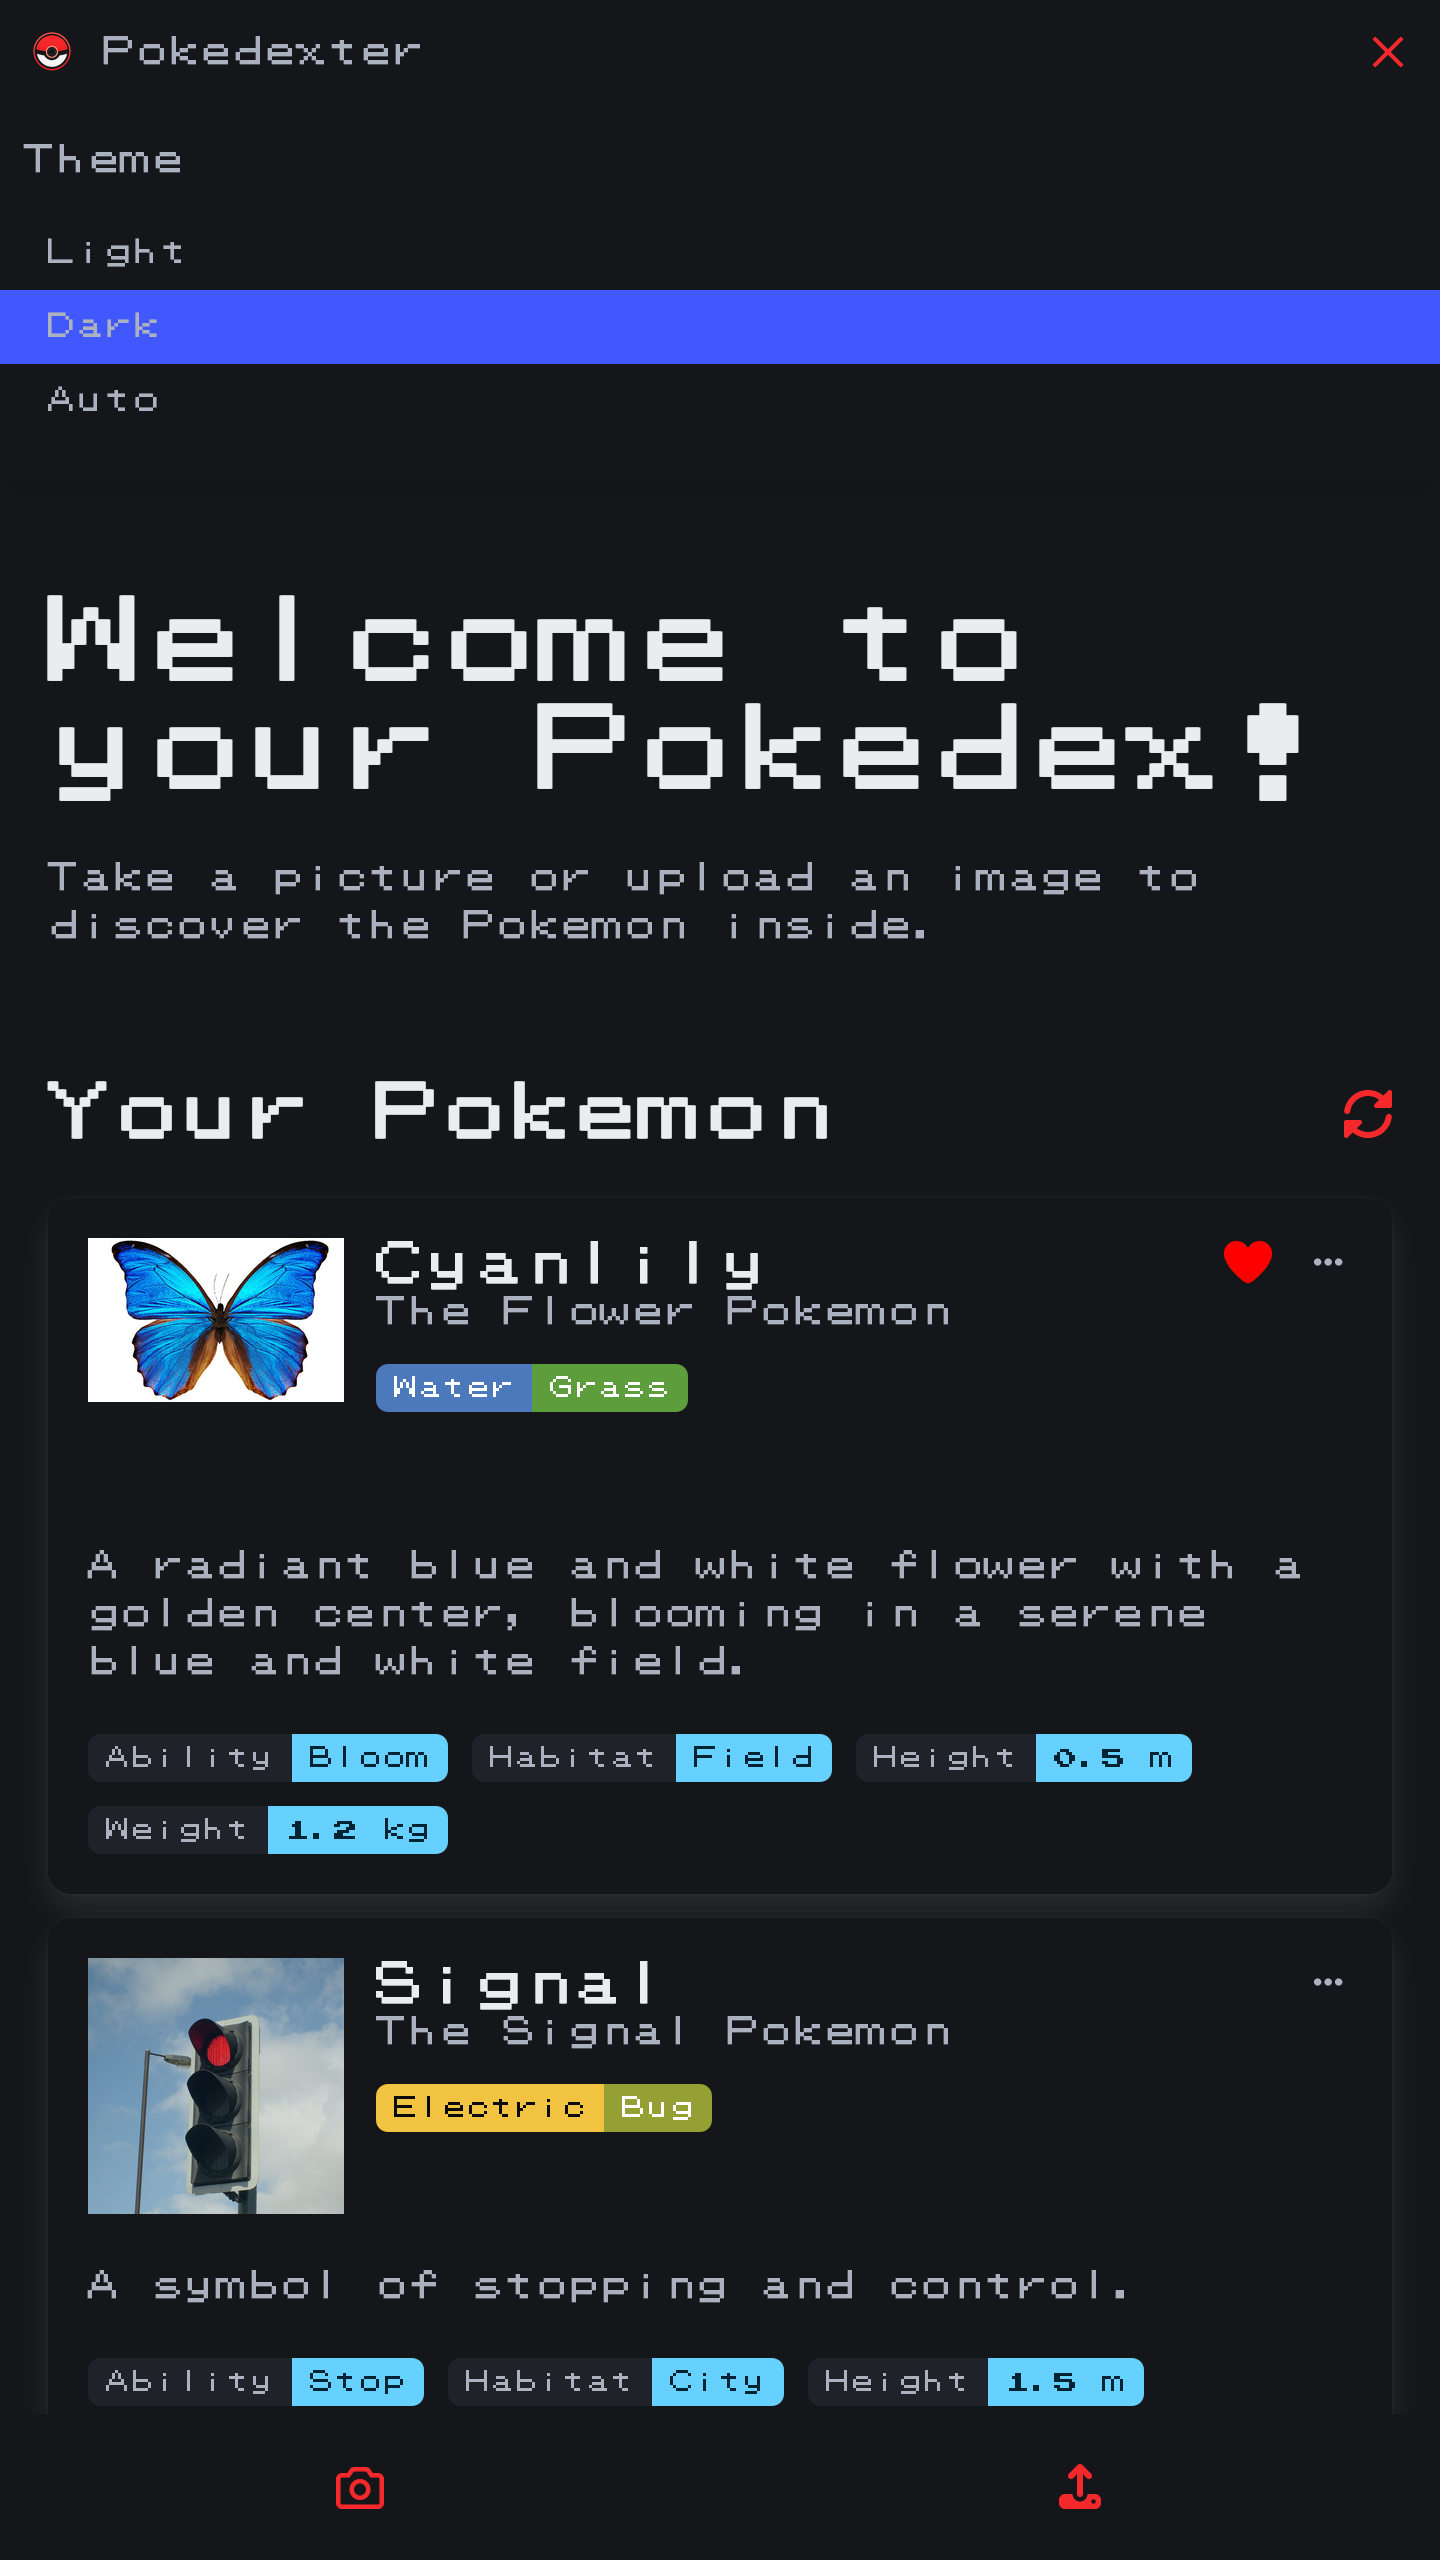 Pokedexter
Theme
Light
Dark
Auto
Welcome to
your Pokedex!
Take a picture or upload an image to
discover the Pokemon inside.
Your Pokemon
Cyanlily
The Flower Pokemon
Water Grass
A radiant blue and white flower with a
golden center, blooming in a serene
blue and white field.
Ability Bloom Habitat Field Height 0.5 m
Weight 1.2 kg
Signal
The Signal Pokemon
Electric Bug
A symbol of stopping and control.
Ability Stop Habitat City Height 1.5 m